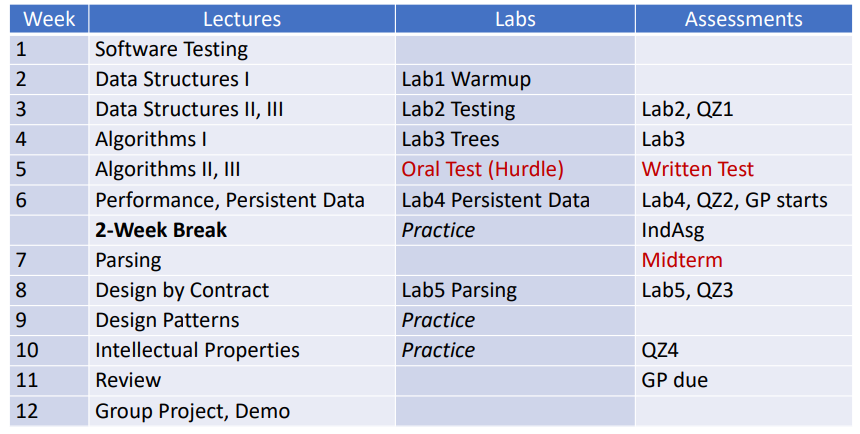 Week Lectures Labs Assessments
1 Software Testing
2 Data Structures I Lab1 Warmup
3 Data Structures II, III Lab2 Testing Lab2, QZ1
4 Algorithms I Lab3 Trees Lab3
5 Algorithms II, III Oral Test (Hurdle) Written Test
6 Performance, Persistent Data Lab4 Persistent Data Lab4, QZ2, GP starts
2-Week Break Practice IndAsg
7 Parsing Midterm
8 Design by Contract Lab5 Parsing Lab5, QZ3
9 Design Patterns Practice
10 Intellectual Properties Practice QZ4
11 Review GP due
12 Group Project, Demo